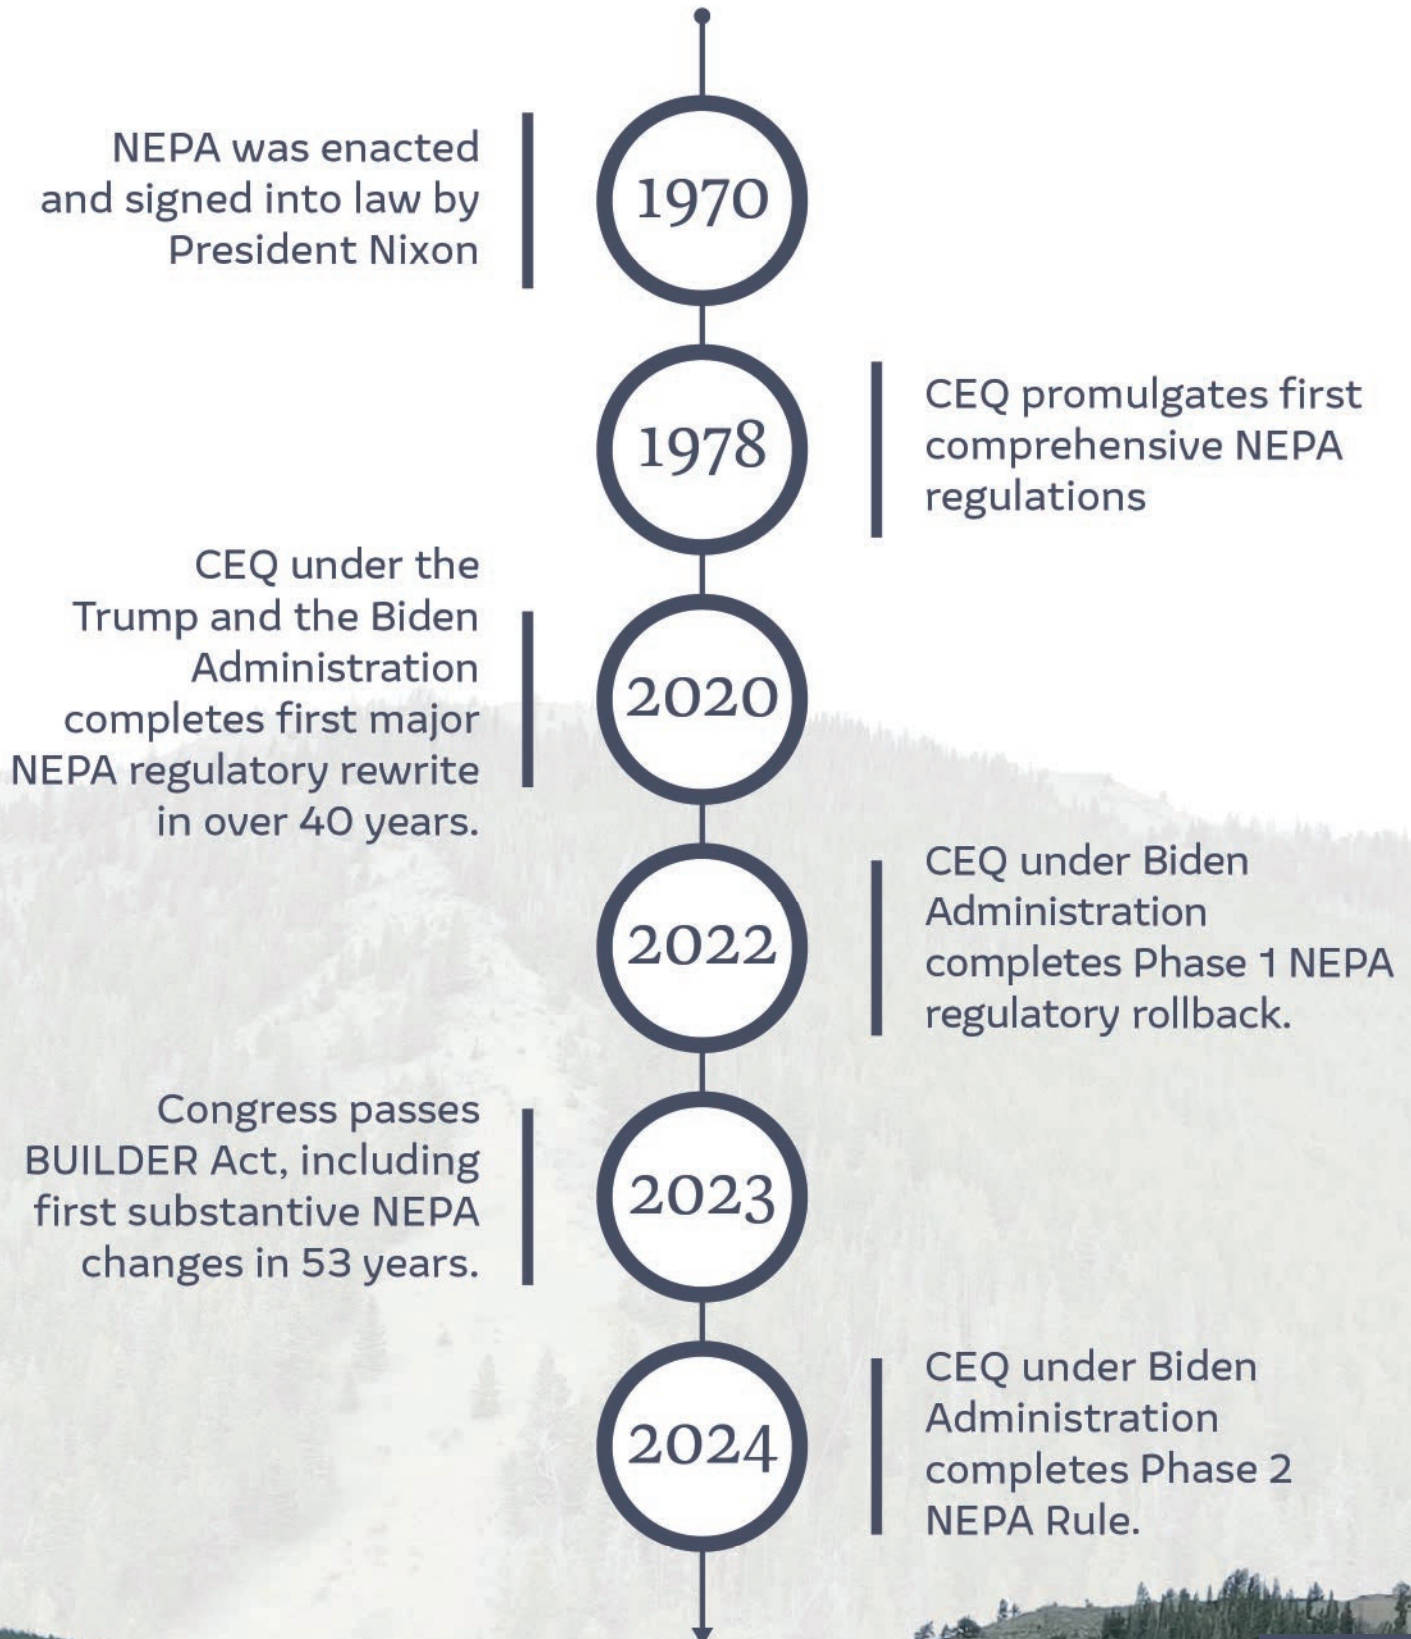 1970
NEPA was enacted
and signed into law by
President Nixon
1978
CEQ promulgates first
comprehensive NEPA
regulations
2020
CEQ under the
Trump and the Biden
Administration
completes first major
NEPA regulatory rewrite
in over 40 years.
2022
CEQ under Biden
Administration
completes Phase 1 NEPA
regulatory rollback.
2023
Congress passes
BUILDER Act, including
first substantive NEPA
changes in 53 years.
2024
CEQ under Biden
Administration
completes Phase 2
NEPA Rule.